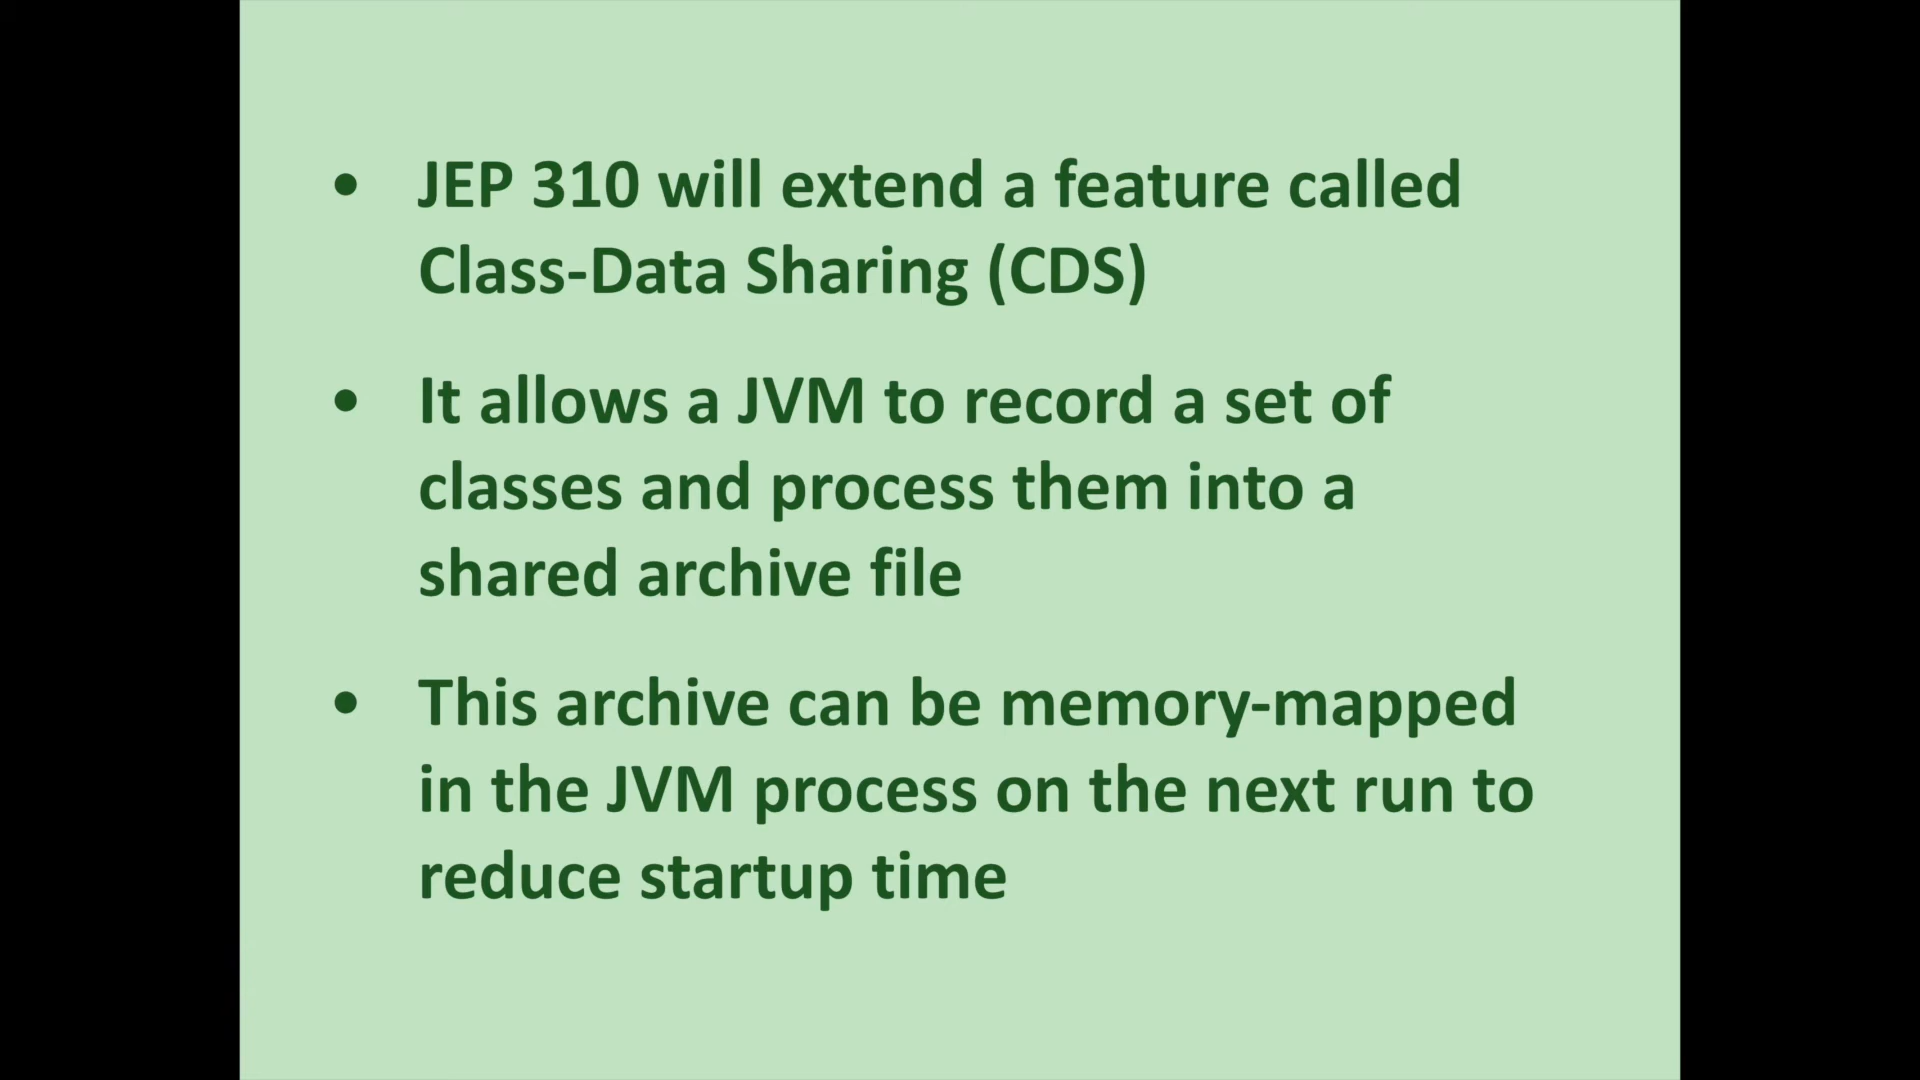 • JEP 310 will extend a feature called
Class-Data Sharing (CDS)
• It allows a JVM to record a set of
classes and process them into a
shared archive file
• This archive can be memory-mapped
in the JVM process on the next run to
reduce startup time